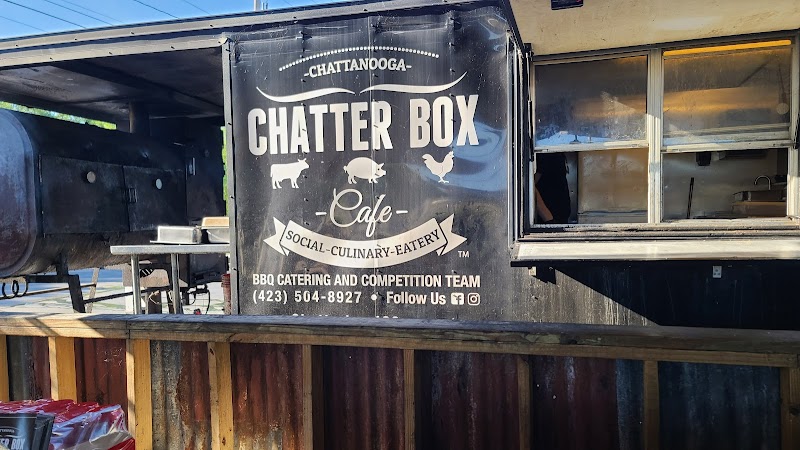 -CHATTANOOGA-
CHATTER BOX
-Cafe-
SOCIAL-CULINARY-EATERY
TM
BBQ CATERING AND COMPETITION TEAM
(423) 504-8927 • Follow Us